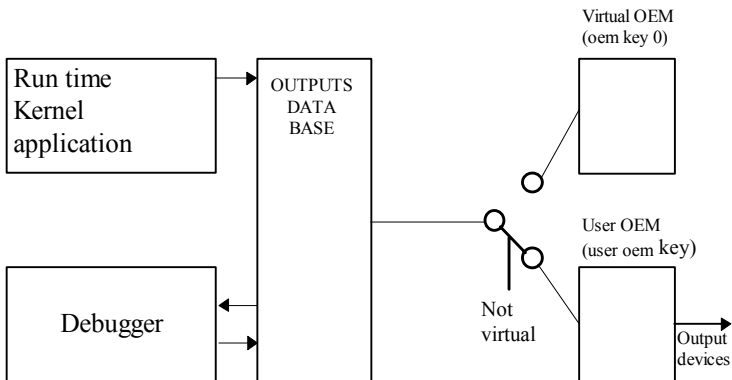 Virtual OEM
(oem key 0)
Run time
Kernel
application
OUTPUTS
DATA
BASE
User OEM
(user oem key)
Debugger
Not
virtual
Output
devices